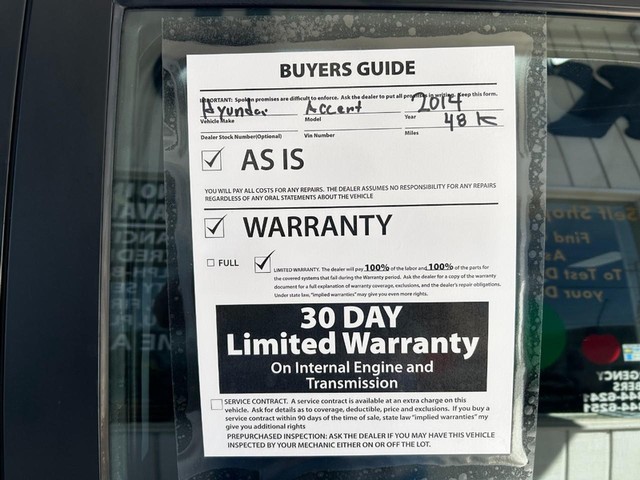 BUYERS GUIDE
IMPORTANT: Spoken promises are difficult to enforce. Ask the dealer to put all promises in writing. Keep this form.
Hyundai Accent 2014
Vehicle Make Model Year
48 K
Dealer Stock Number(Optional) Vin Number Miles
AS IS
YOU WILL PAY ALL COSTS FOR ANY REPAIRS. THE DEALER ASSUMES NO RESPONSIBILITY FOR ANY REPAIRS
REGARDLESS OF ANY ORAL STATEMENTS ABOUT THE VEHICLE
WARRANTY
FULL
LIMITED WARRANTY. The dealer will pay 100% of the labor and 100% of the parts for
the covered systems that fail during the Warranty period. Ask the dealer for a copy of the warranty
document for a full explanation of warranty coverage, exclusions, and the dealer's repair obligations.
Under state law, "implied warranties" may give you even more rights.
30 DAY
Limited Warranty
On Internal Engine and
Transmission
SERVICE CONTRACT. A service contract is available at an extra charge on this
vehicle. Ask for details as to coverage, deductible, price and exclusions. If you buy a
service contract within 90 days of the time of sale, state law "implied warranties" my
give you additional rights
PREPURCHASED INSPECTION: ASK THE DEALER IF YOU MAY HAVE THIS VEHICLE
INSPECTED BY YOUR MECHANIC EITHER ON OR OFF THE LOT.
Self Shop
Find
To Test D
your D